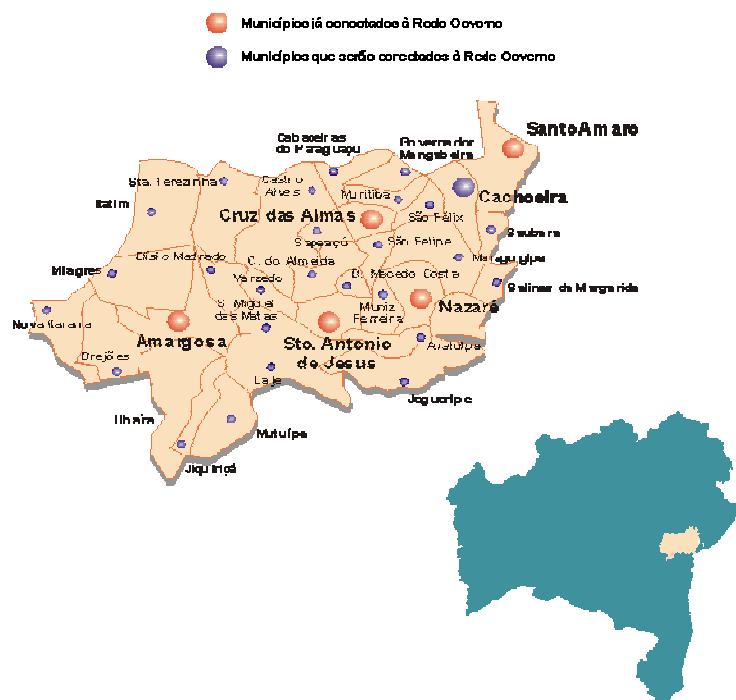 Municípios já conectados à Rede Governo
Municípios que serão conectados à Rede Governo
Santo Amaro
Cabaxeiras
do Paraguaçu
Governador
Mangabeira
Sta. Terezinha
Castro
Alves
Muritiba
Cachoeira
Itatim
Cruz das Almas
São Félix
Sapeaçú
São Felipe
Saubara
Elísio Medrado
C. do Almeida
Maragugipe
Milagres
Varzedo
D. Macedo Costa
Salinas da Margarida
S. Miguel
das Matas
Muniz
Ferreira
Nazaré
Nova Itarana
Amargosa
Sto. Antonio
de Jesus
Aratuípe
Brejões
Laje
Jaguaripe
Ubaíra
Mutuípe
Jiquiriçá